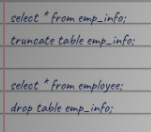 select * from emp_info;
truncate table emp_info;
select * from employee;
drop table emp_info;